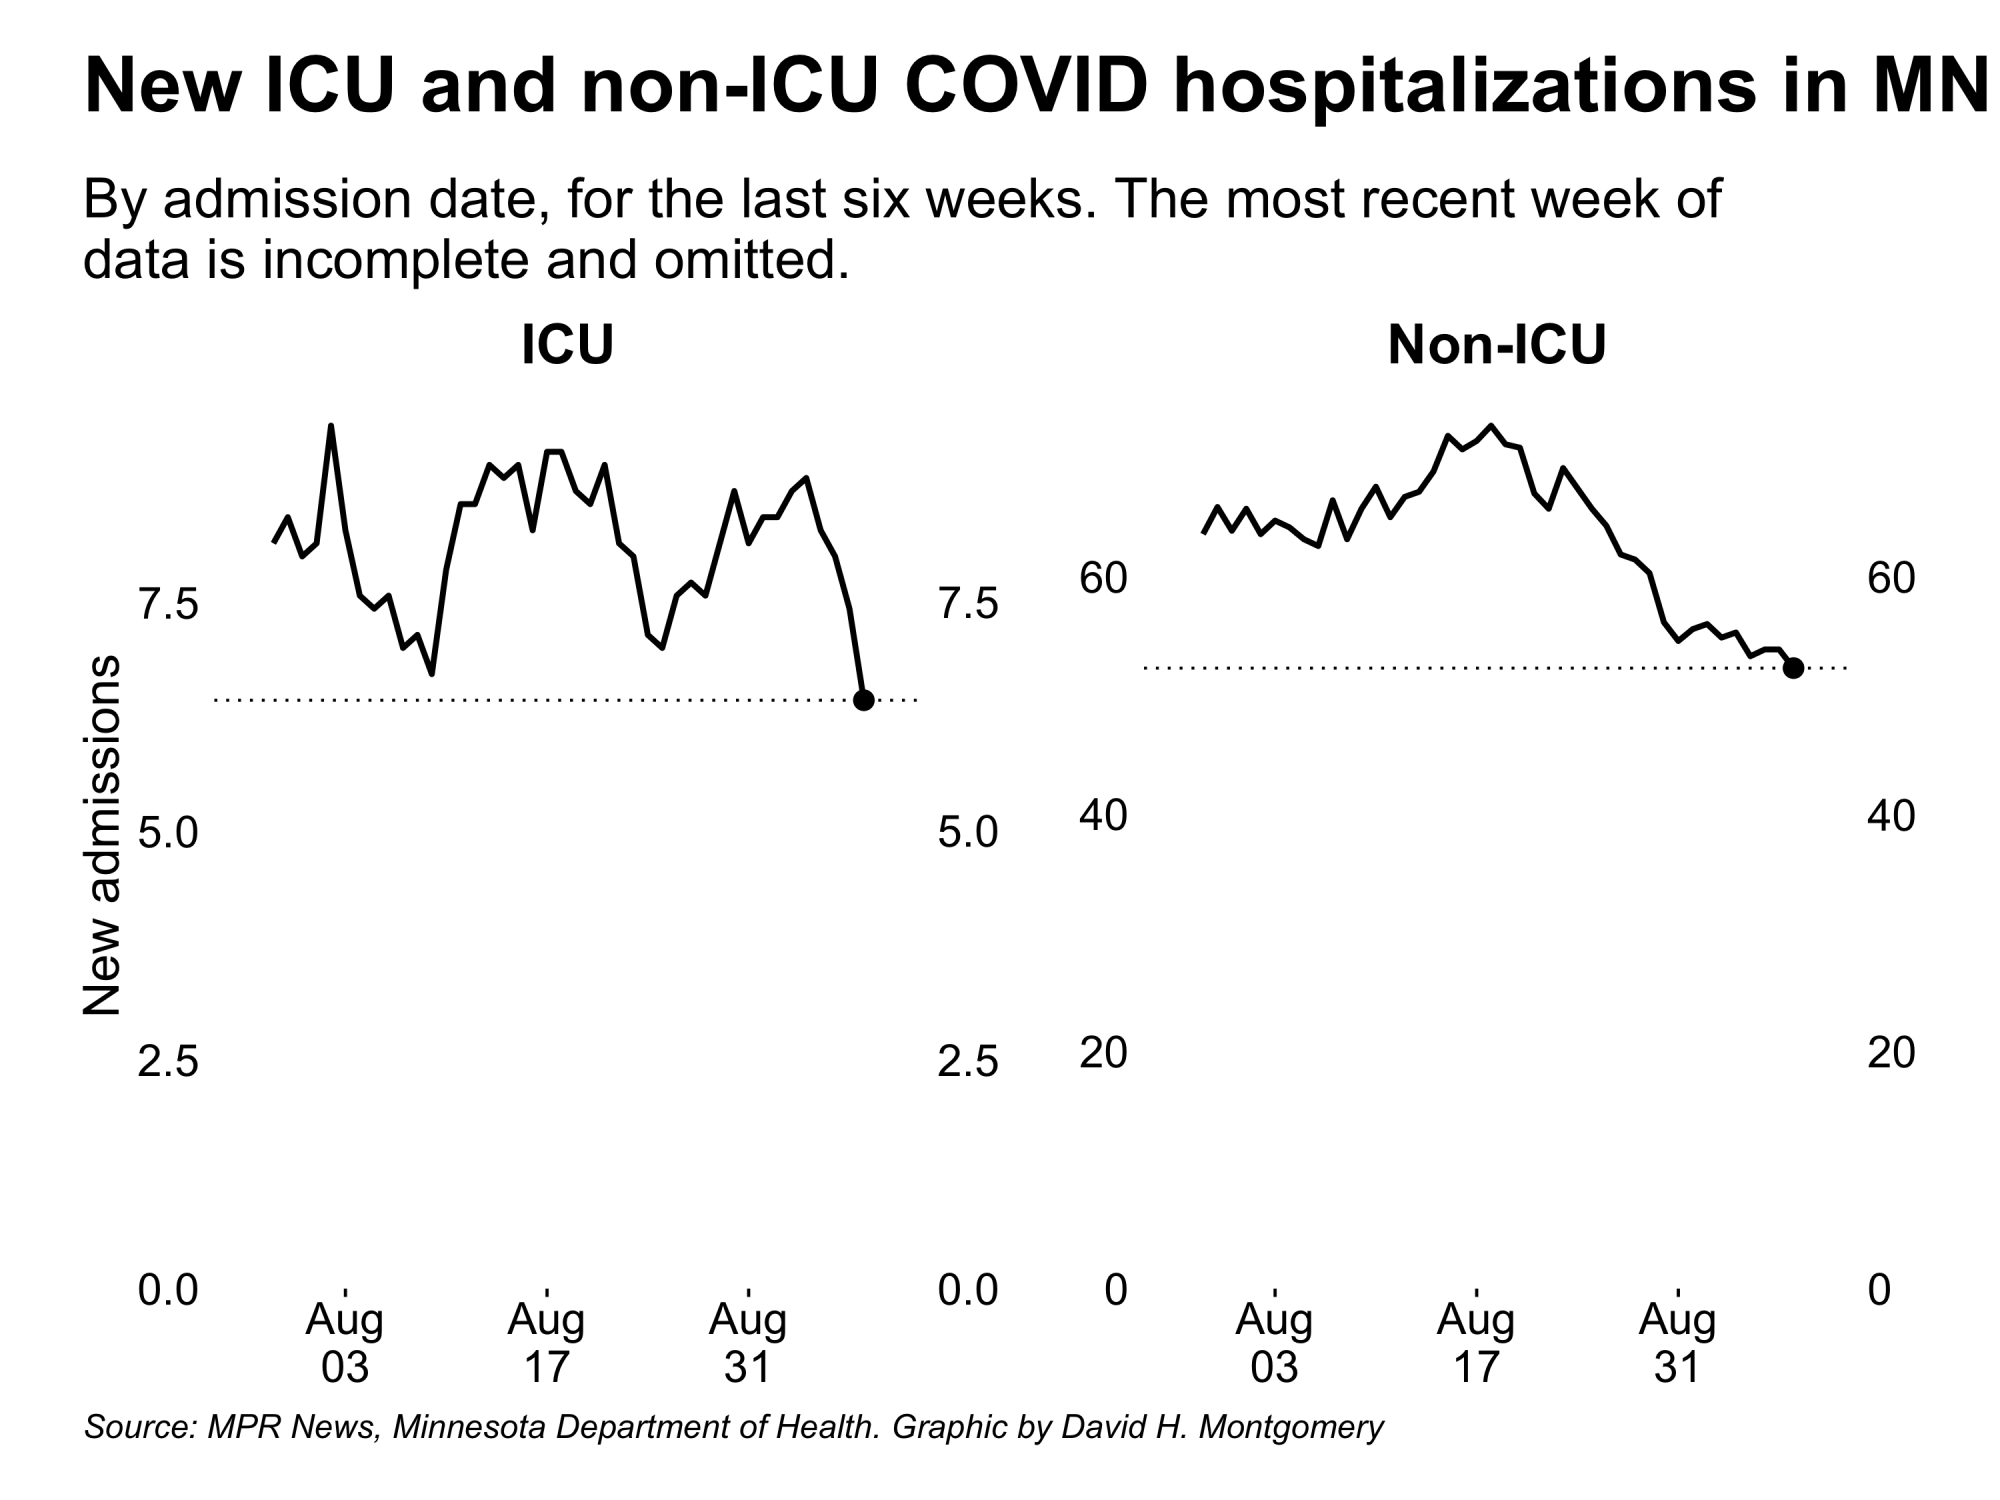 New ICU and non-ICU COVID hospitalizations in MN
By admission date, for the last six weeks. The most recent week of
data is incomplete and omitted.
ICU
Non-ICU
New admissions
7.5
5.0
2.5
0.0
7.5
5.0
2.5
0.0
60
40
20
0
60
40
20
0
Aug
03
Aug
17
Aug
31
Aug
03
Aug
17
Aug
31
Source: MPR News, Minnesota Department of Health. Graphic by David H. Montgomery